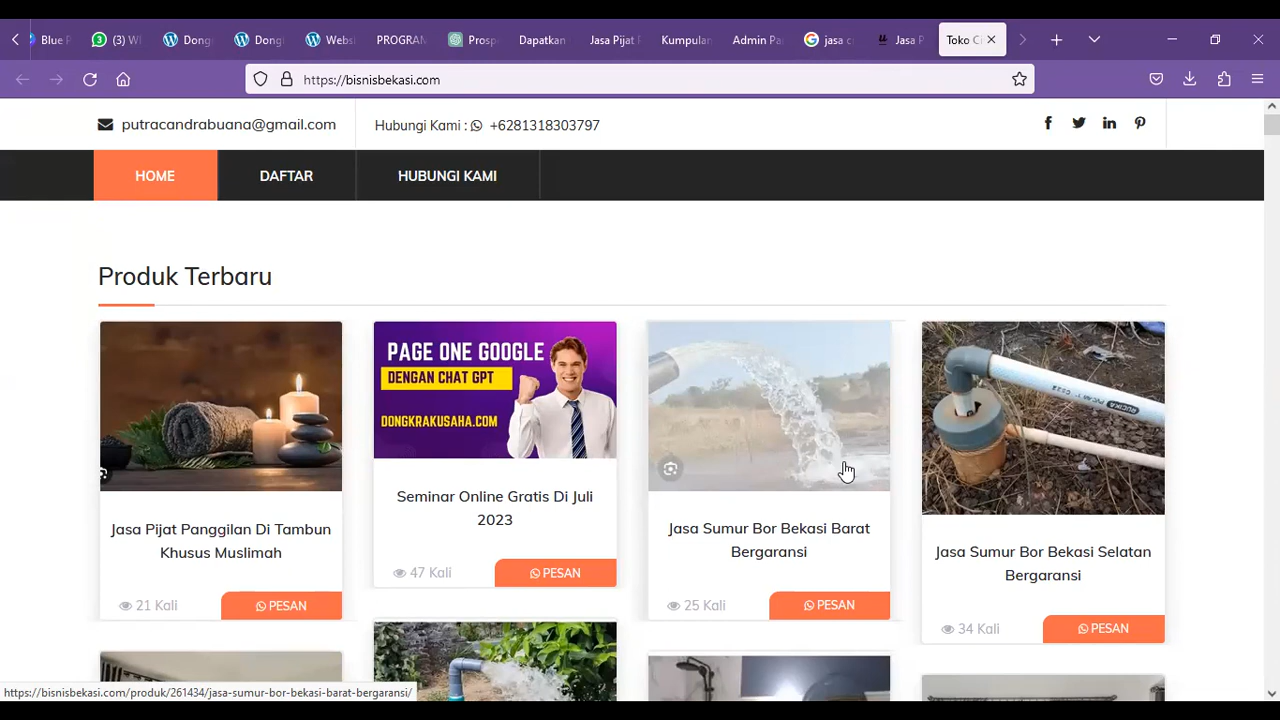 Blue P
(3) W
Dong
Dong
Websi
PROGRAM
Prosp
Dapatkan
Jasa Pijat P
Kumpulan
Admin Pa
jasa c
Jasa P
Toko Ci
https://bisnisbekasi.com
putracandrabuana@gmail.com
Hubungi Kami : +6281318303797
HOME
DAFTAR
HUBUNGI KAMI
Produk Terbaru
PAGE ONE GOOGLE
DENGAN CHAT GPT
DONGKRAKUSAHA.COM
RUCIKA
Jasa Pijat Panggilan Di Tambun
Khusus Muslimah
21 Kali
PESAN
Seminar Online Gratis Di Juli
2023
47 Kali
PESAN
Jasa Sumur Bor Bekasi Barat
Bergaransi
25 Kali
PESAN
Jasa Sumur Bor Bekasi Selatan
Bergaransi
34 Kali
PESAN
https://bisnisbekasi.com/produk/261434/jasa-sumur-bor-bekasi-barat-bergaransi/